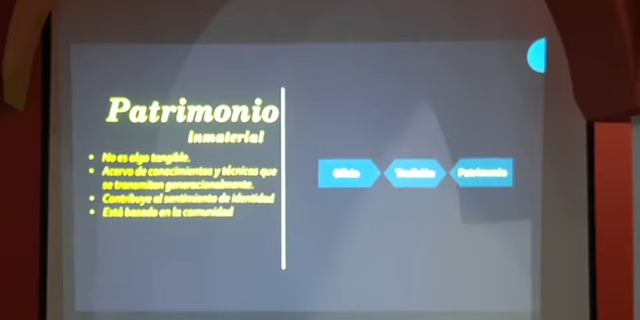 Patrimonio
inmaterial
• No es algo tangible.
• Acervo de conocimientos y técnicas que
se transmiten generacionalmente.
• Contribuye al sentimiento de identidad
• Está basado en la comunidad
Oficio
Tradición
Patrimonio